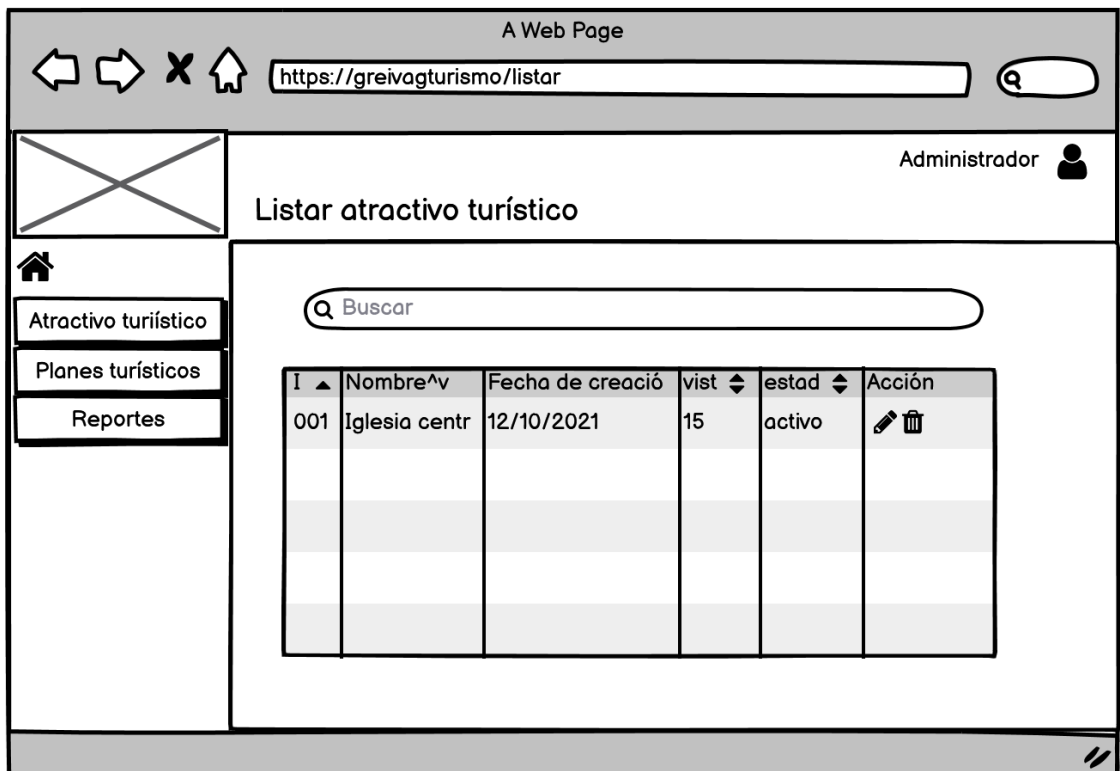 A Web Page
https://greivagturismo/listar
Administrador
Listar atractivo turístico
Atractivo turiístico
Planes turísticos
Reportes
Buscar
I Nombre^v Fecha de creació vist estad Acción
001 Iglesia centr 12/10/2021 15 activo